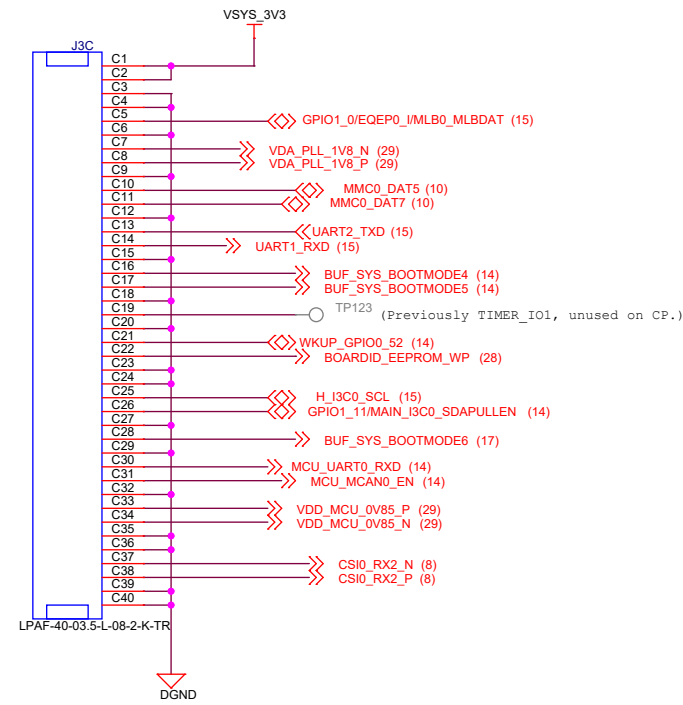 VSYS_3V3
J3C
C1
C2
C3
C4
C5 GPIO1_0/EQEP0_I/MLB0_MLBDAT (15)
C6
C7 VDA_PLL_1V8_N (29)
C8 VDA_PLL_1V8_P (29)
C9
C10 MMC0_DAT5 (10)
C11 MMC0_DAT7 (10)
C12
C13 UART2_TXD (15)
C14 UART1_RXD (15)
C15
C16 BUF_SYS_BOOTMODE4 (14)
C17 BUF_SYS_BOOTMODE5 (14)
C18
C19 TP123 (Previously TIMER_IO1, unused on CP.)
C20
C21 WKUP_GPIO0_52 (14)
C22 BOARDID_EEPROM_WP (28)
C23
C24
C25 H_I3C0_SCL (15)
C26 GPIO1_11/MAIN_I3C0_SDAPULLEN (14)
C27
C28 BUF_SYS_BOOTMODE6 (17)
C29
C30 MCU_UART0_RXD (14)
C31 MCU_MCAN0_EN (14)
C32
C33 VDD_MCU_0V85_P (29)
C34 VDD_MCU_0V85_N (29)
C35
C36
C37 CSI0_RX2_N (8)
C38 CSI0_RX2_P (8)
C39
C40
LPAF-40-03.5-L-08-2-K-TR
DGND